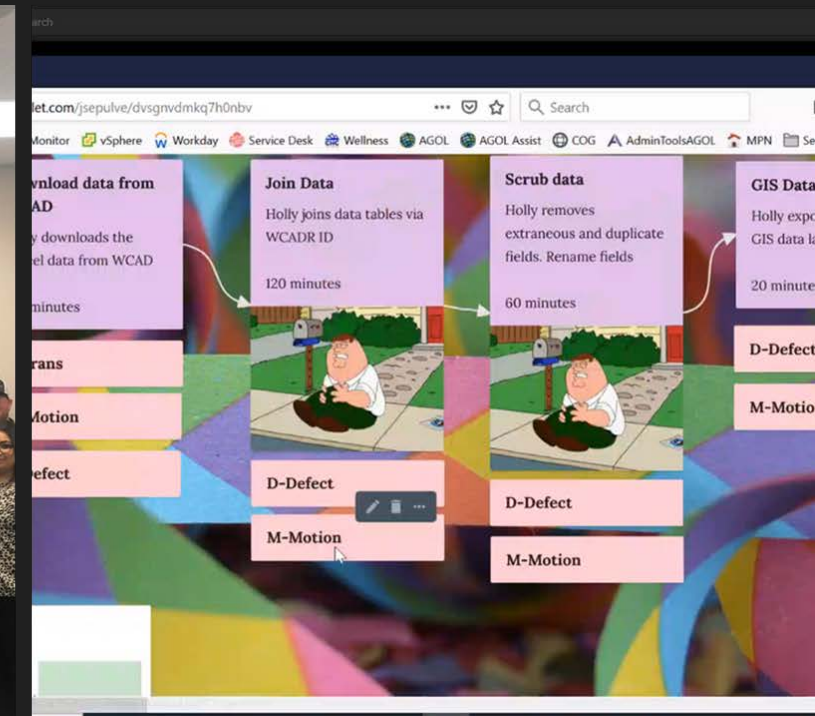 arch
let.com/jsepulve/dvsgnvdmkq7h0nbv
Search
Monitor vSphere Workday Service Desk Wellness AGOL AGOL Assist COG AdminToolsAGOL MPN Se
wnload data from
AD
y downloads the
el data from WCAD
minutes
rans
Motion
efect
Join Data
Holly joins data tables via
WCADR ID
120 minutes
D-Defect
M-Motion
Scrub data
Holly removes
extraneous and duplicate
fields. Rename fields
60 minutes
D-Defect
M-Motion
GIS Data
Holly expo
GIS data la
20 minute
D-Defect
M-Motio